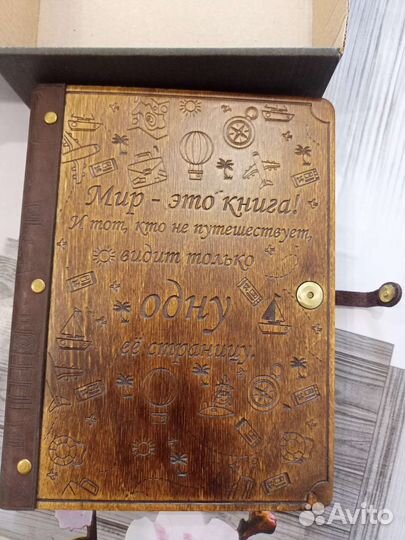 Мир - это книга!
И тот, кто не путешествует,
видит только
одну
её страницу.
Avito